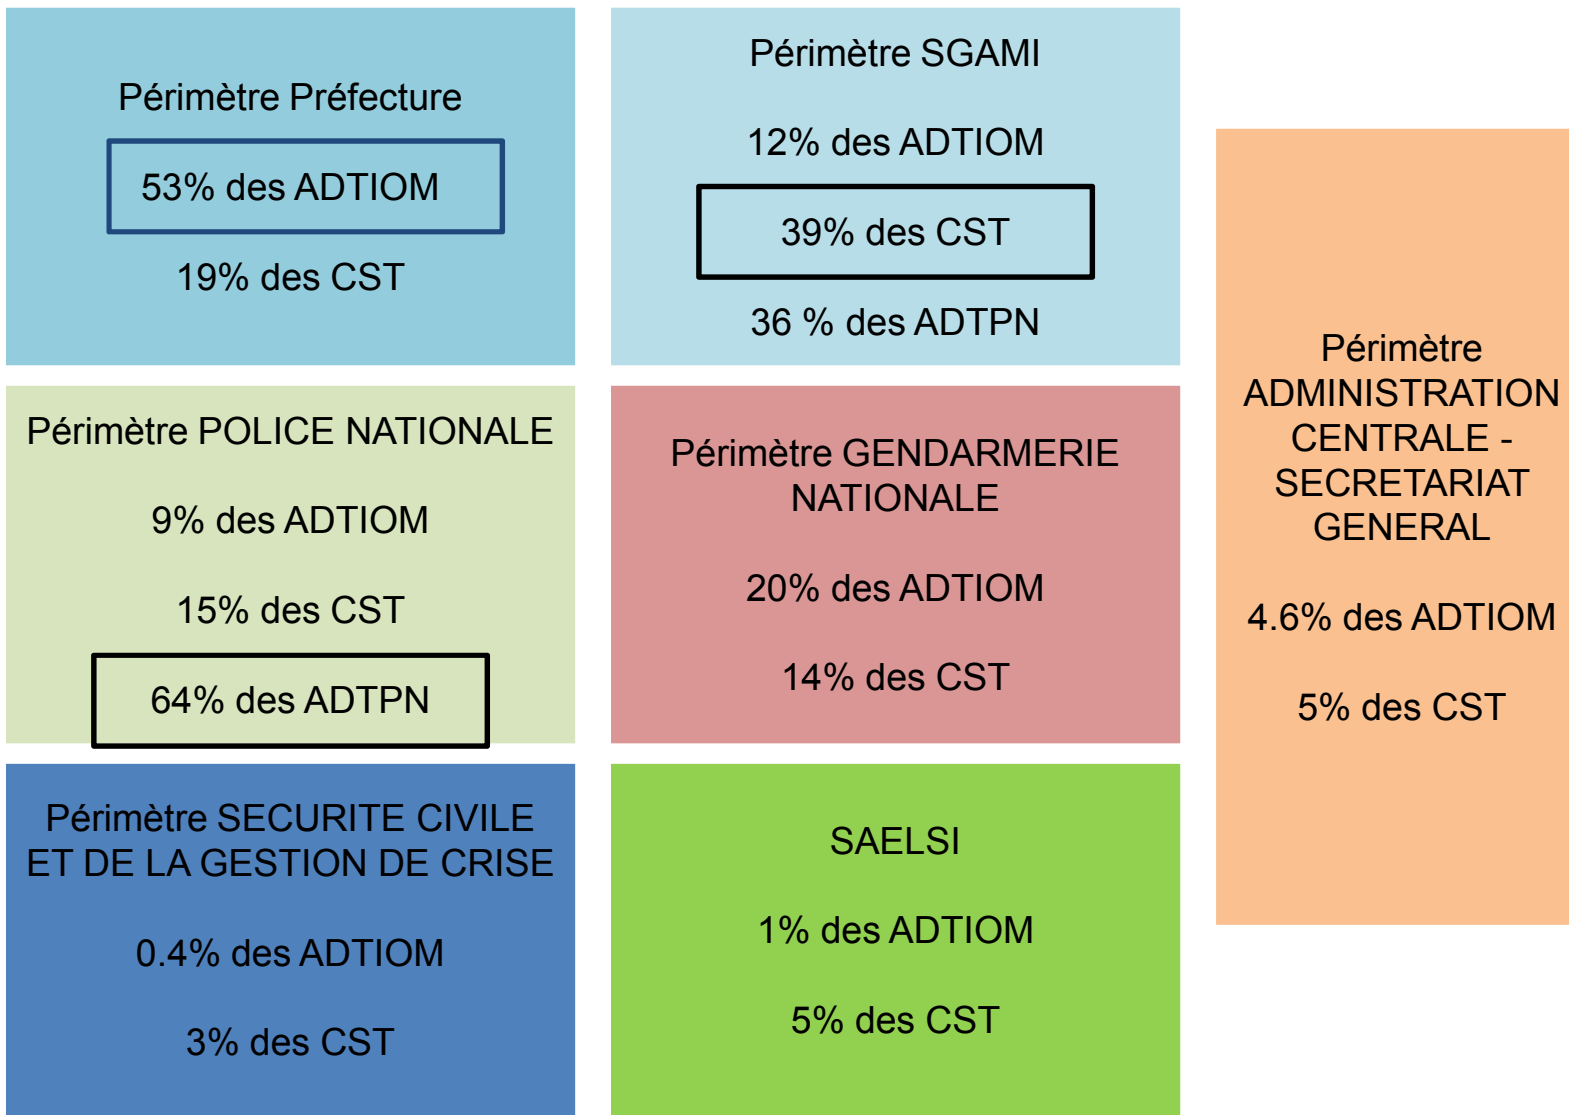 Périmètre Préfecture
53% des ADTIOM
19% des CST
Périmètre SGAMI
12% des ADTIOM
39% des CST
36 % des ADTPN
Périmètre POLICE NATIONALE
9% des ADTIOM
15% des CST
64% des ADTPN
Périmètre GENDARMERIE
NATIONALE
20% des ADTIOM
14% des CST
Périmètre SECURITE CIVILE
ET DE LA GESTION DE CRISE
0.4% des ADTIOM
3% des CST
SAELSI
1% des ADTIOM
5% des CST
Périmètre
ADMINISTRATION
CENTRALE -
SECRETARIAT
GENERAL
4.6% des ADTIOM
5% des CST